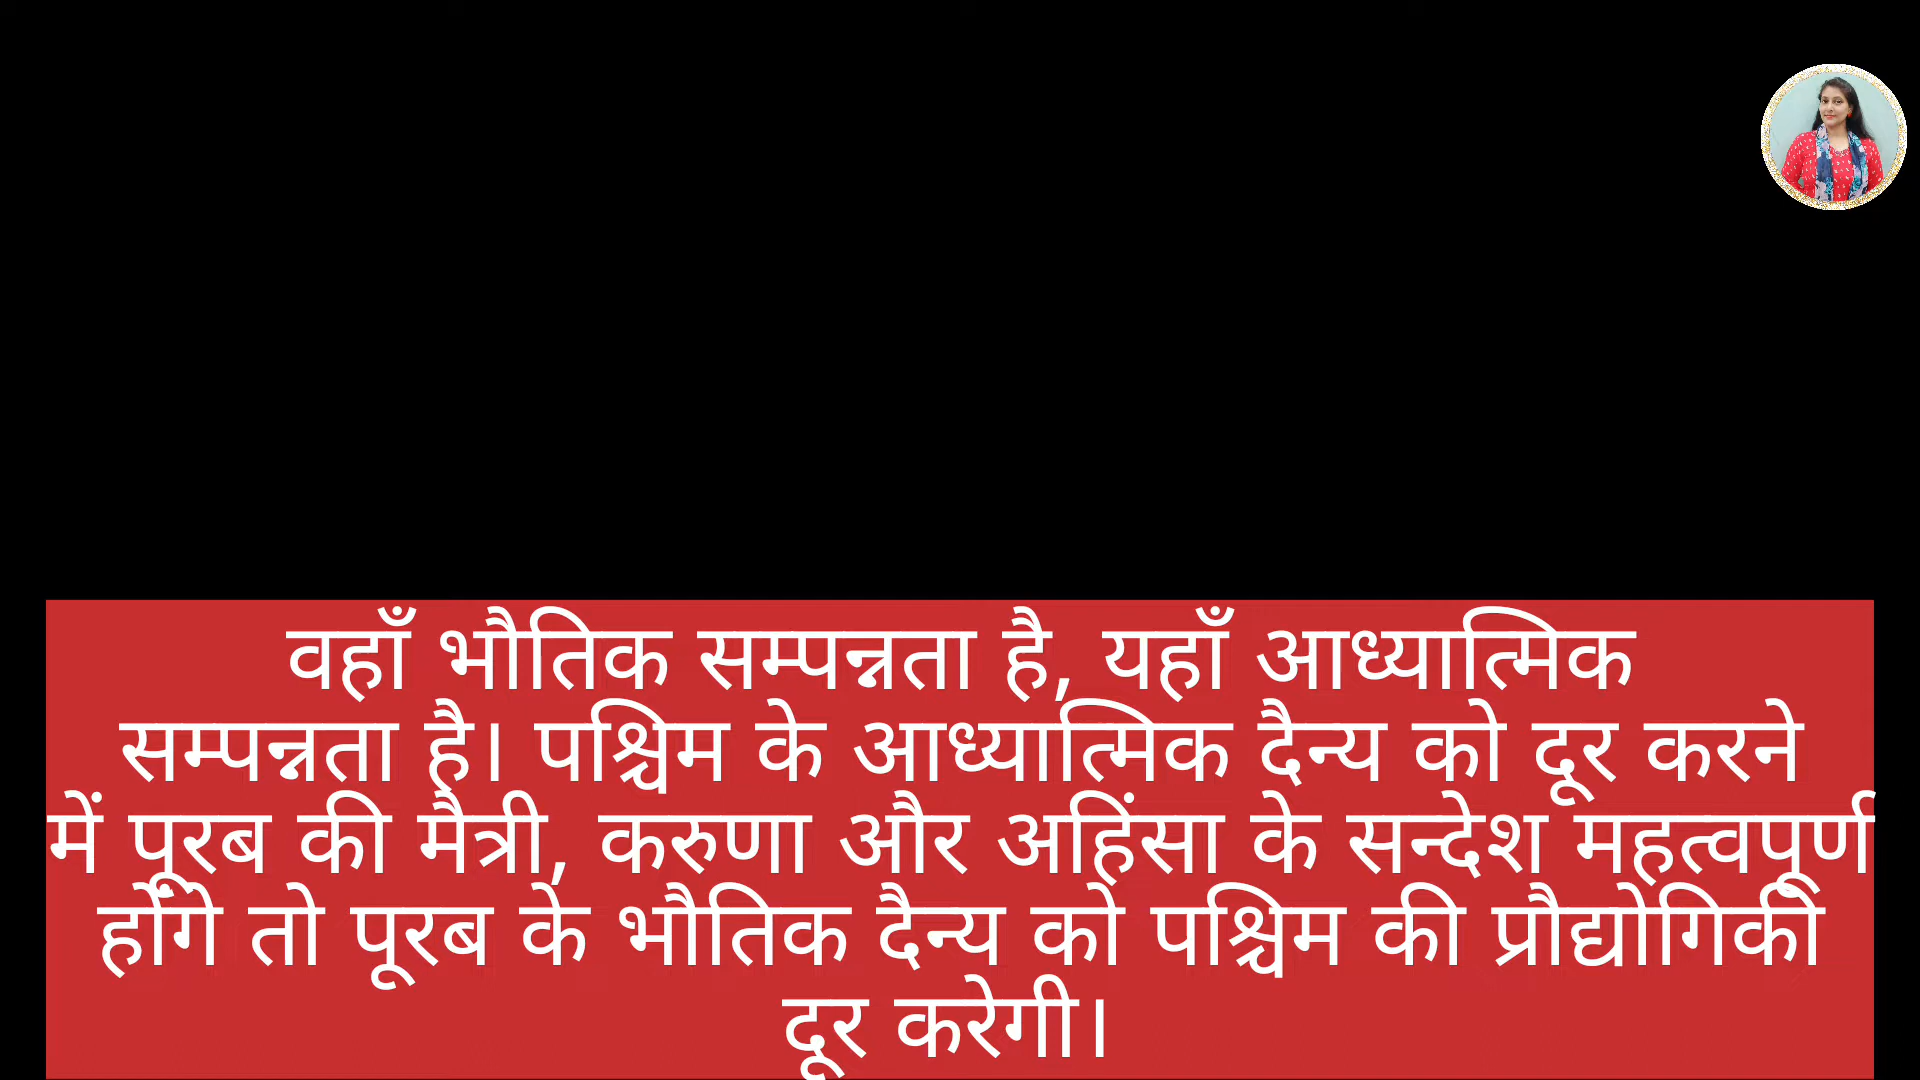 वहाँ भौतिक सम्पन्नता है, यहाँ आध्यात्मिक
सम्पन्नता है। पश्चिम के आध्यात्मिक दैन्य को दूर करने
में पूरब की मैत्री, करुणा और अहिंसा के सन्देश महत्वपूर्ण
होंगे तो पूरब के भौतिक दैन्य को पश्चिम की प्रौद्योगिकी
दूर करेगी।